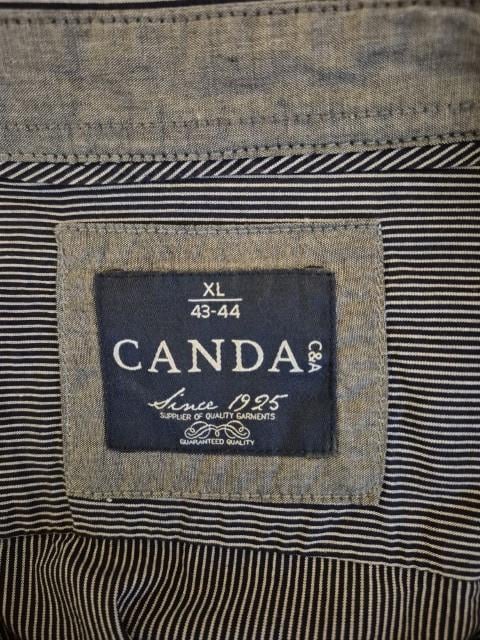 XL
43-44
CANDA C&A
Since 1925
SUPPLIER OF QUALITY GARMENTS
GUARANTEED QUALITY